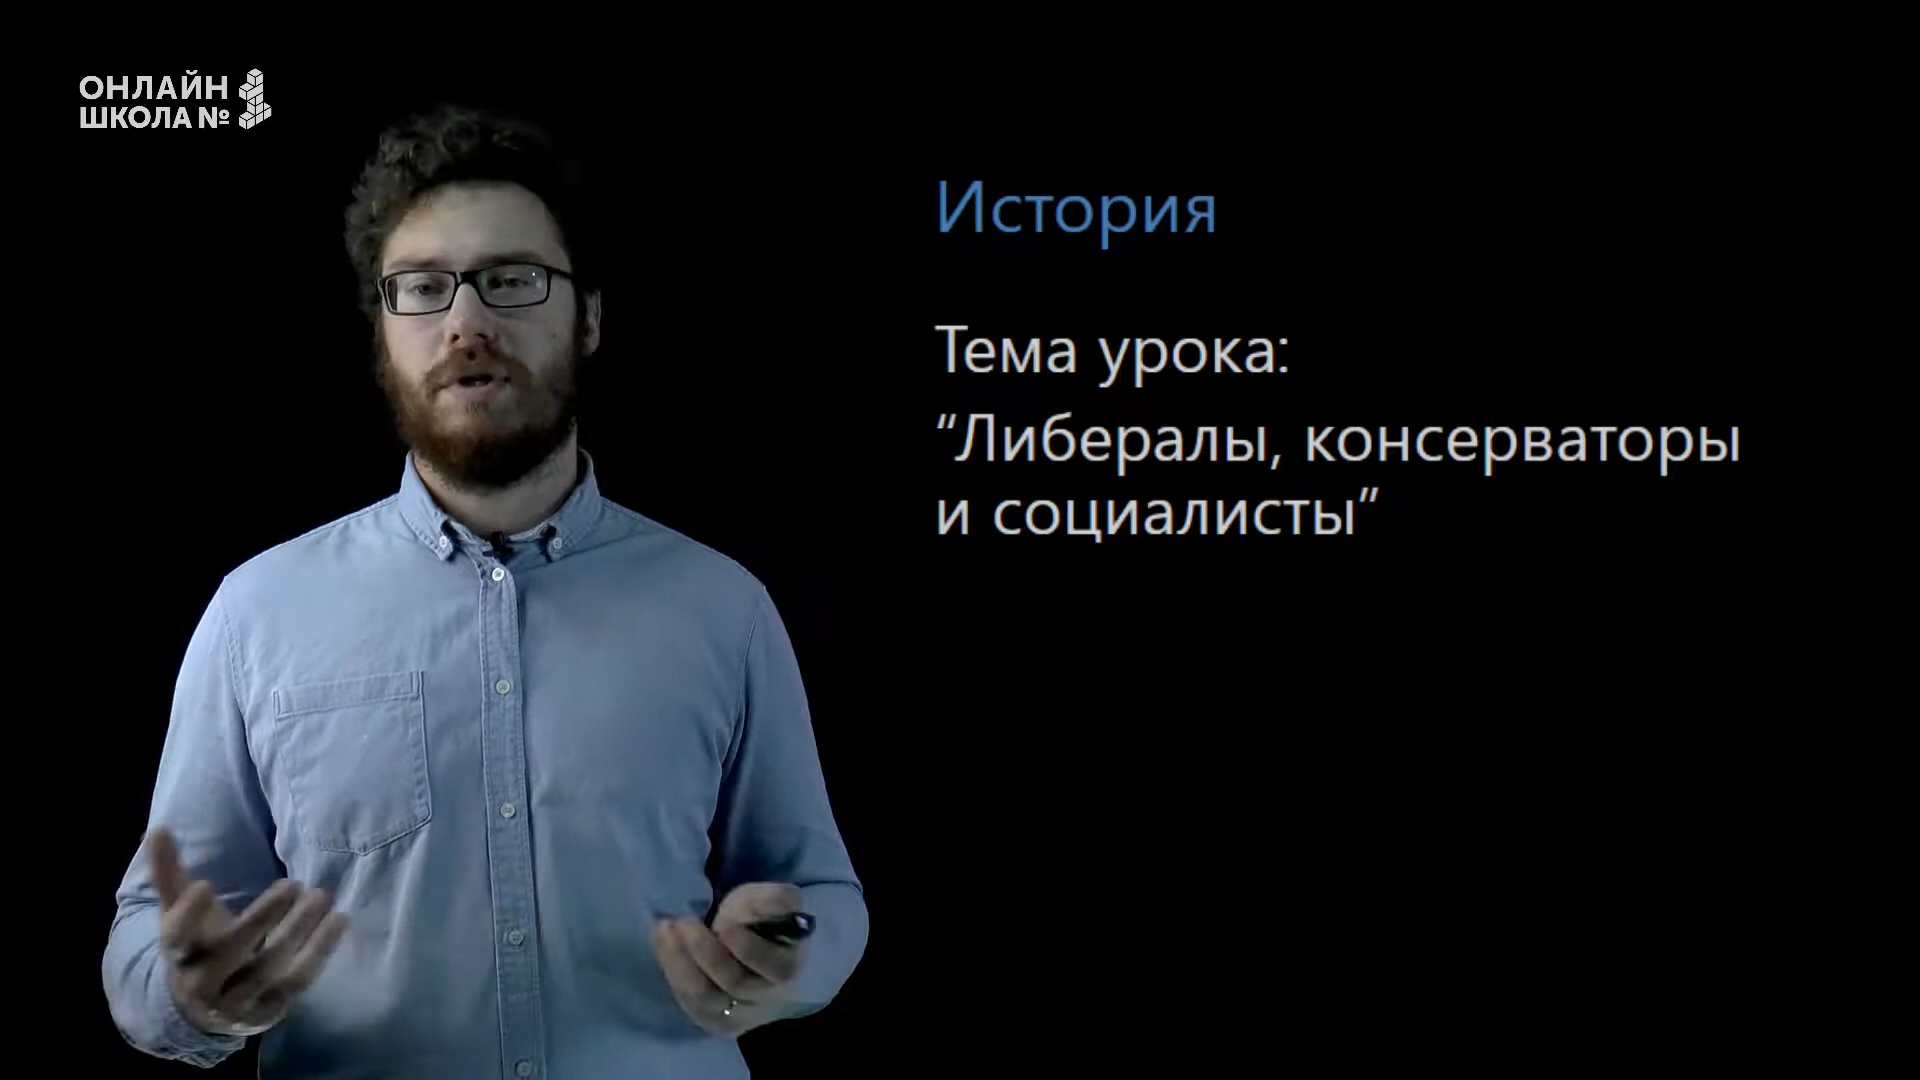 ОНЛАЙН
ШКОЛА №
История
Тема урока:
“Либералы, консерваторы
и социалисты”